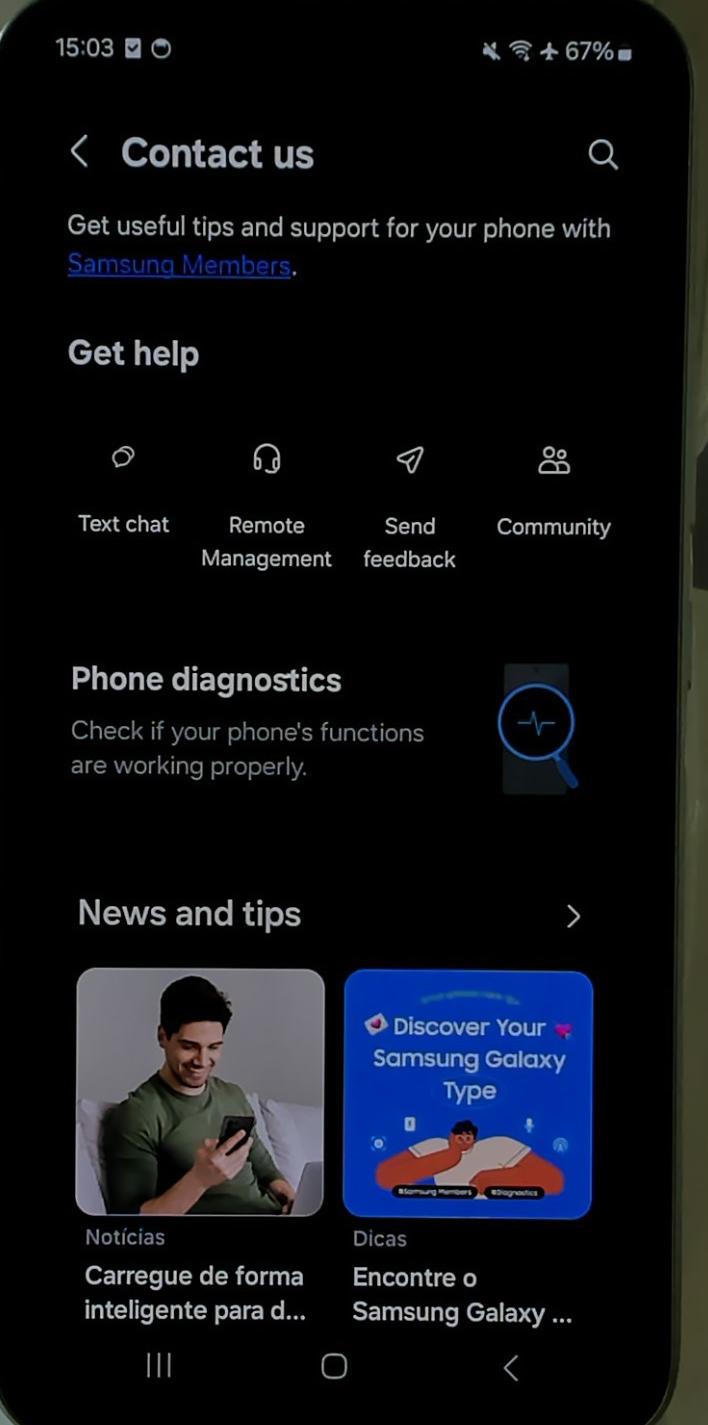 15:03
67%
Contact us
Get useful tips and support for your phone with
Samsung Members.
Get help
Text chat
Remote
Management
Send
feedback
Community
Phone diagnostics
Check if your phone's functions
are working properly.
News and tips
Discover Your
Samsung Galaxy
Type
#Samsung Members
#Diagnostics
Notícias
Carregue de forma
inteligente para d...
Dicas
Encontre o
Samsung Galaxy ...